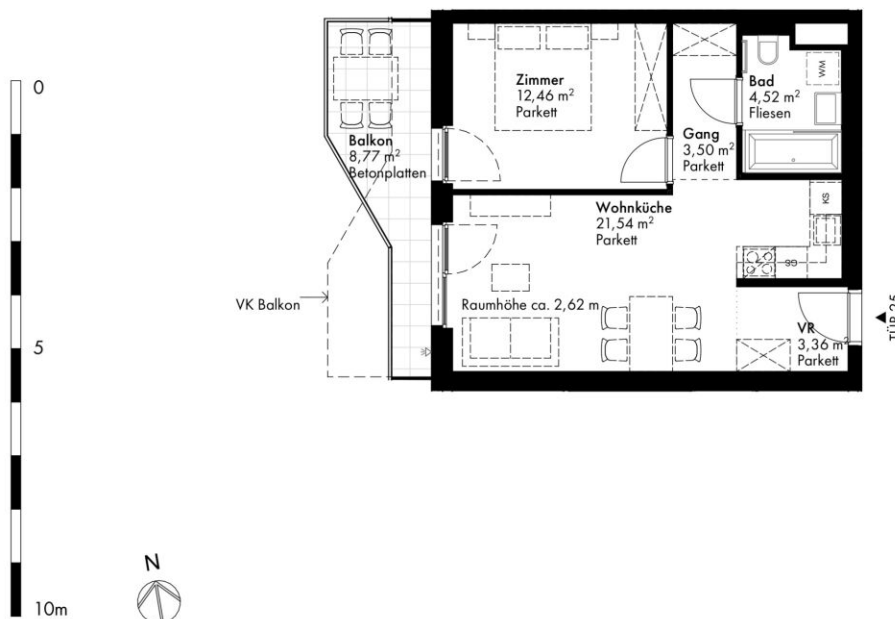 0
5
10m
N
VK Balkon
Balkon
8,77 m²
Betonplatten
Zimmer
12,46 m²
Parkett
Gang
3,50 m²
Parkett
Bad
4,52 m²
Fliesen
WM
Wohnküche
21,54 m²
Parkett
KS
GS
Raumhöhe ca. 2,62 m
VR
3,36 m²
Parkett